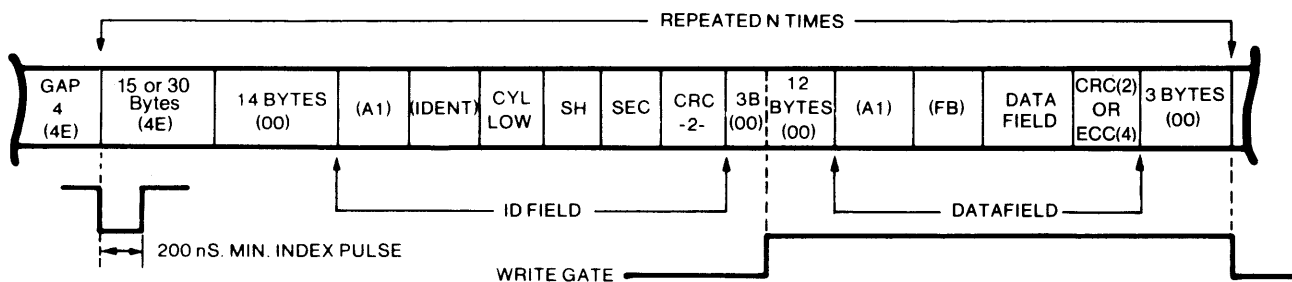 REPEATED N TIMES
GAP
4
(4E)
15 or 30
Bytes
(4E)
14 BYTES
(00)
(A1)
(IDENT)
CYL
LOW
SH
SEC
CRC
-2-
3B
(00)
12
BYTES
(00)
(A1)
(FB)
DATA
FIELD
CRC(2)
OR
ECC(4)
3 BYTES
(00)
ID FIELD
DATAFIELD
200 nS. MIN. INDEX PULSE
WRITE GATE